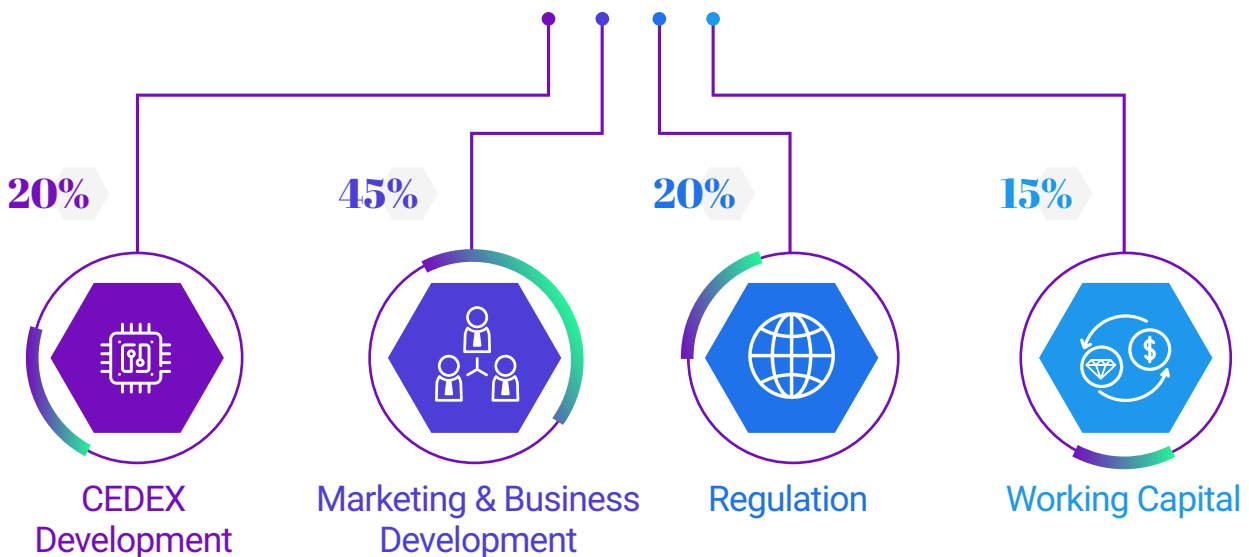 20%
45%
20%
15%
CEDEX
Development
Marketing & Business
Development
Regulation
Working Capital